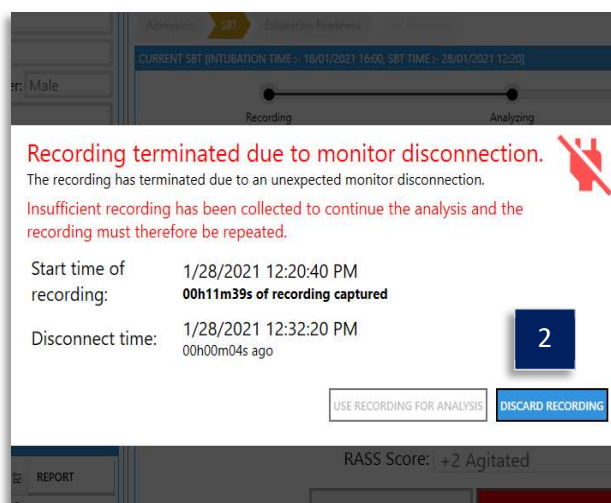 Admission SBT Extubation Readiness
CURRENT SBT [INTUBATION TIME :- 18/01/2021 16:00, SBT TIME :- 28/01/2021 12:20]
er: Male
Recording Analyzing
Recording terminated due to monitor disconnection.
The recording has terminated due to an unexpected monitor disconnection.
Insufficient recording has been collected to continue the analysis and the
recording must therefore be repeated.
Start time of
recording:
1/28/2021 12:20:40 PM
00h11m39s of recording captured
Disconnect time:
1/28/2021 12:32:20 PM
00h00m04s ago
2
USE RECORDING FOR ANALYSIS DISCARD RECORDING
RASS Score: +2 Agitated
REPORT